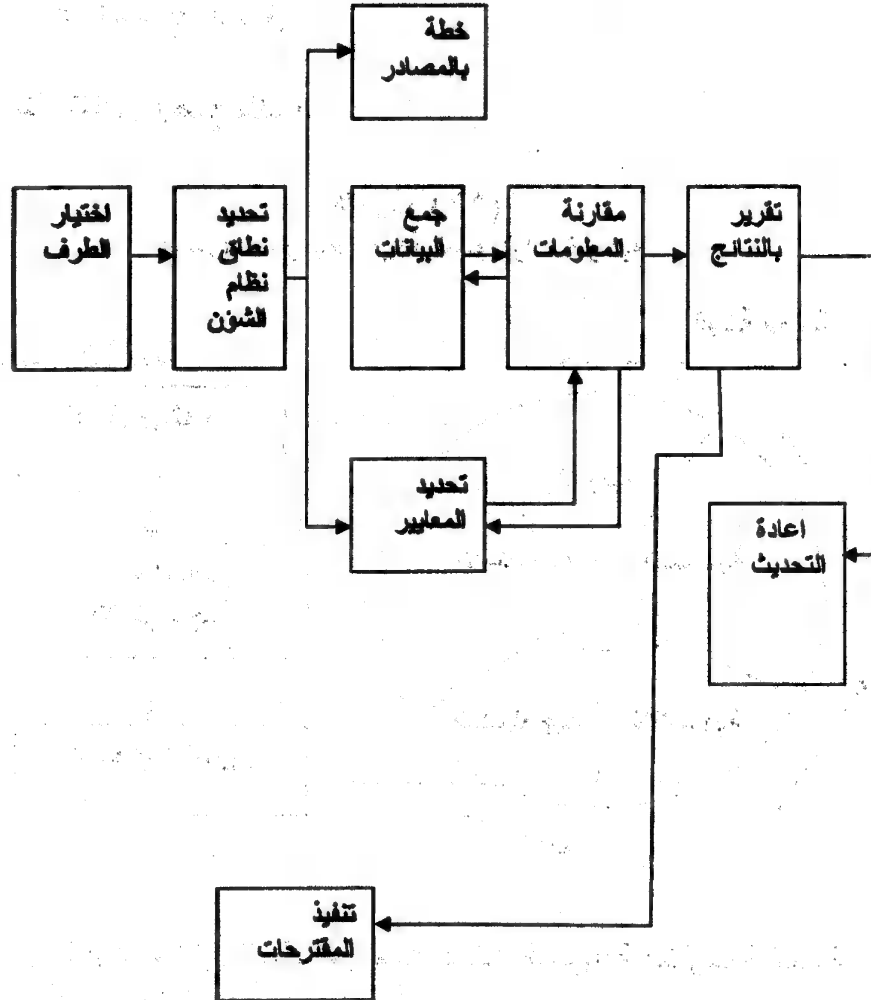 خطة
بالمصادر
اختيار
الطرف
تحديد
نطاق
نظام
الشؤن
جمع
البيانات
مقارنة
المعلومات
تقرير
بالنتائج
تحديد
المعايير
اعادة
التحديث
تنفيذ
المقترحات